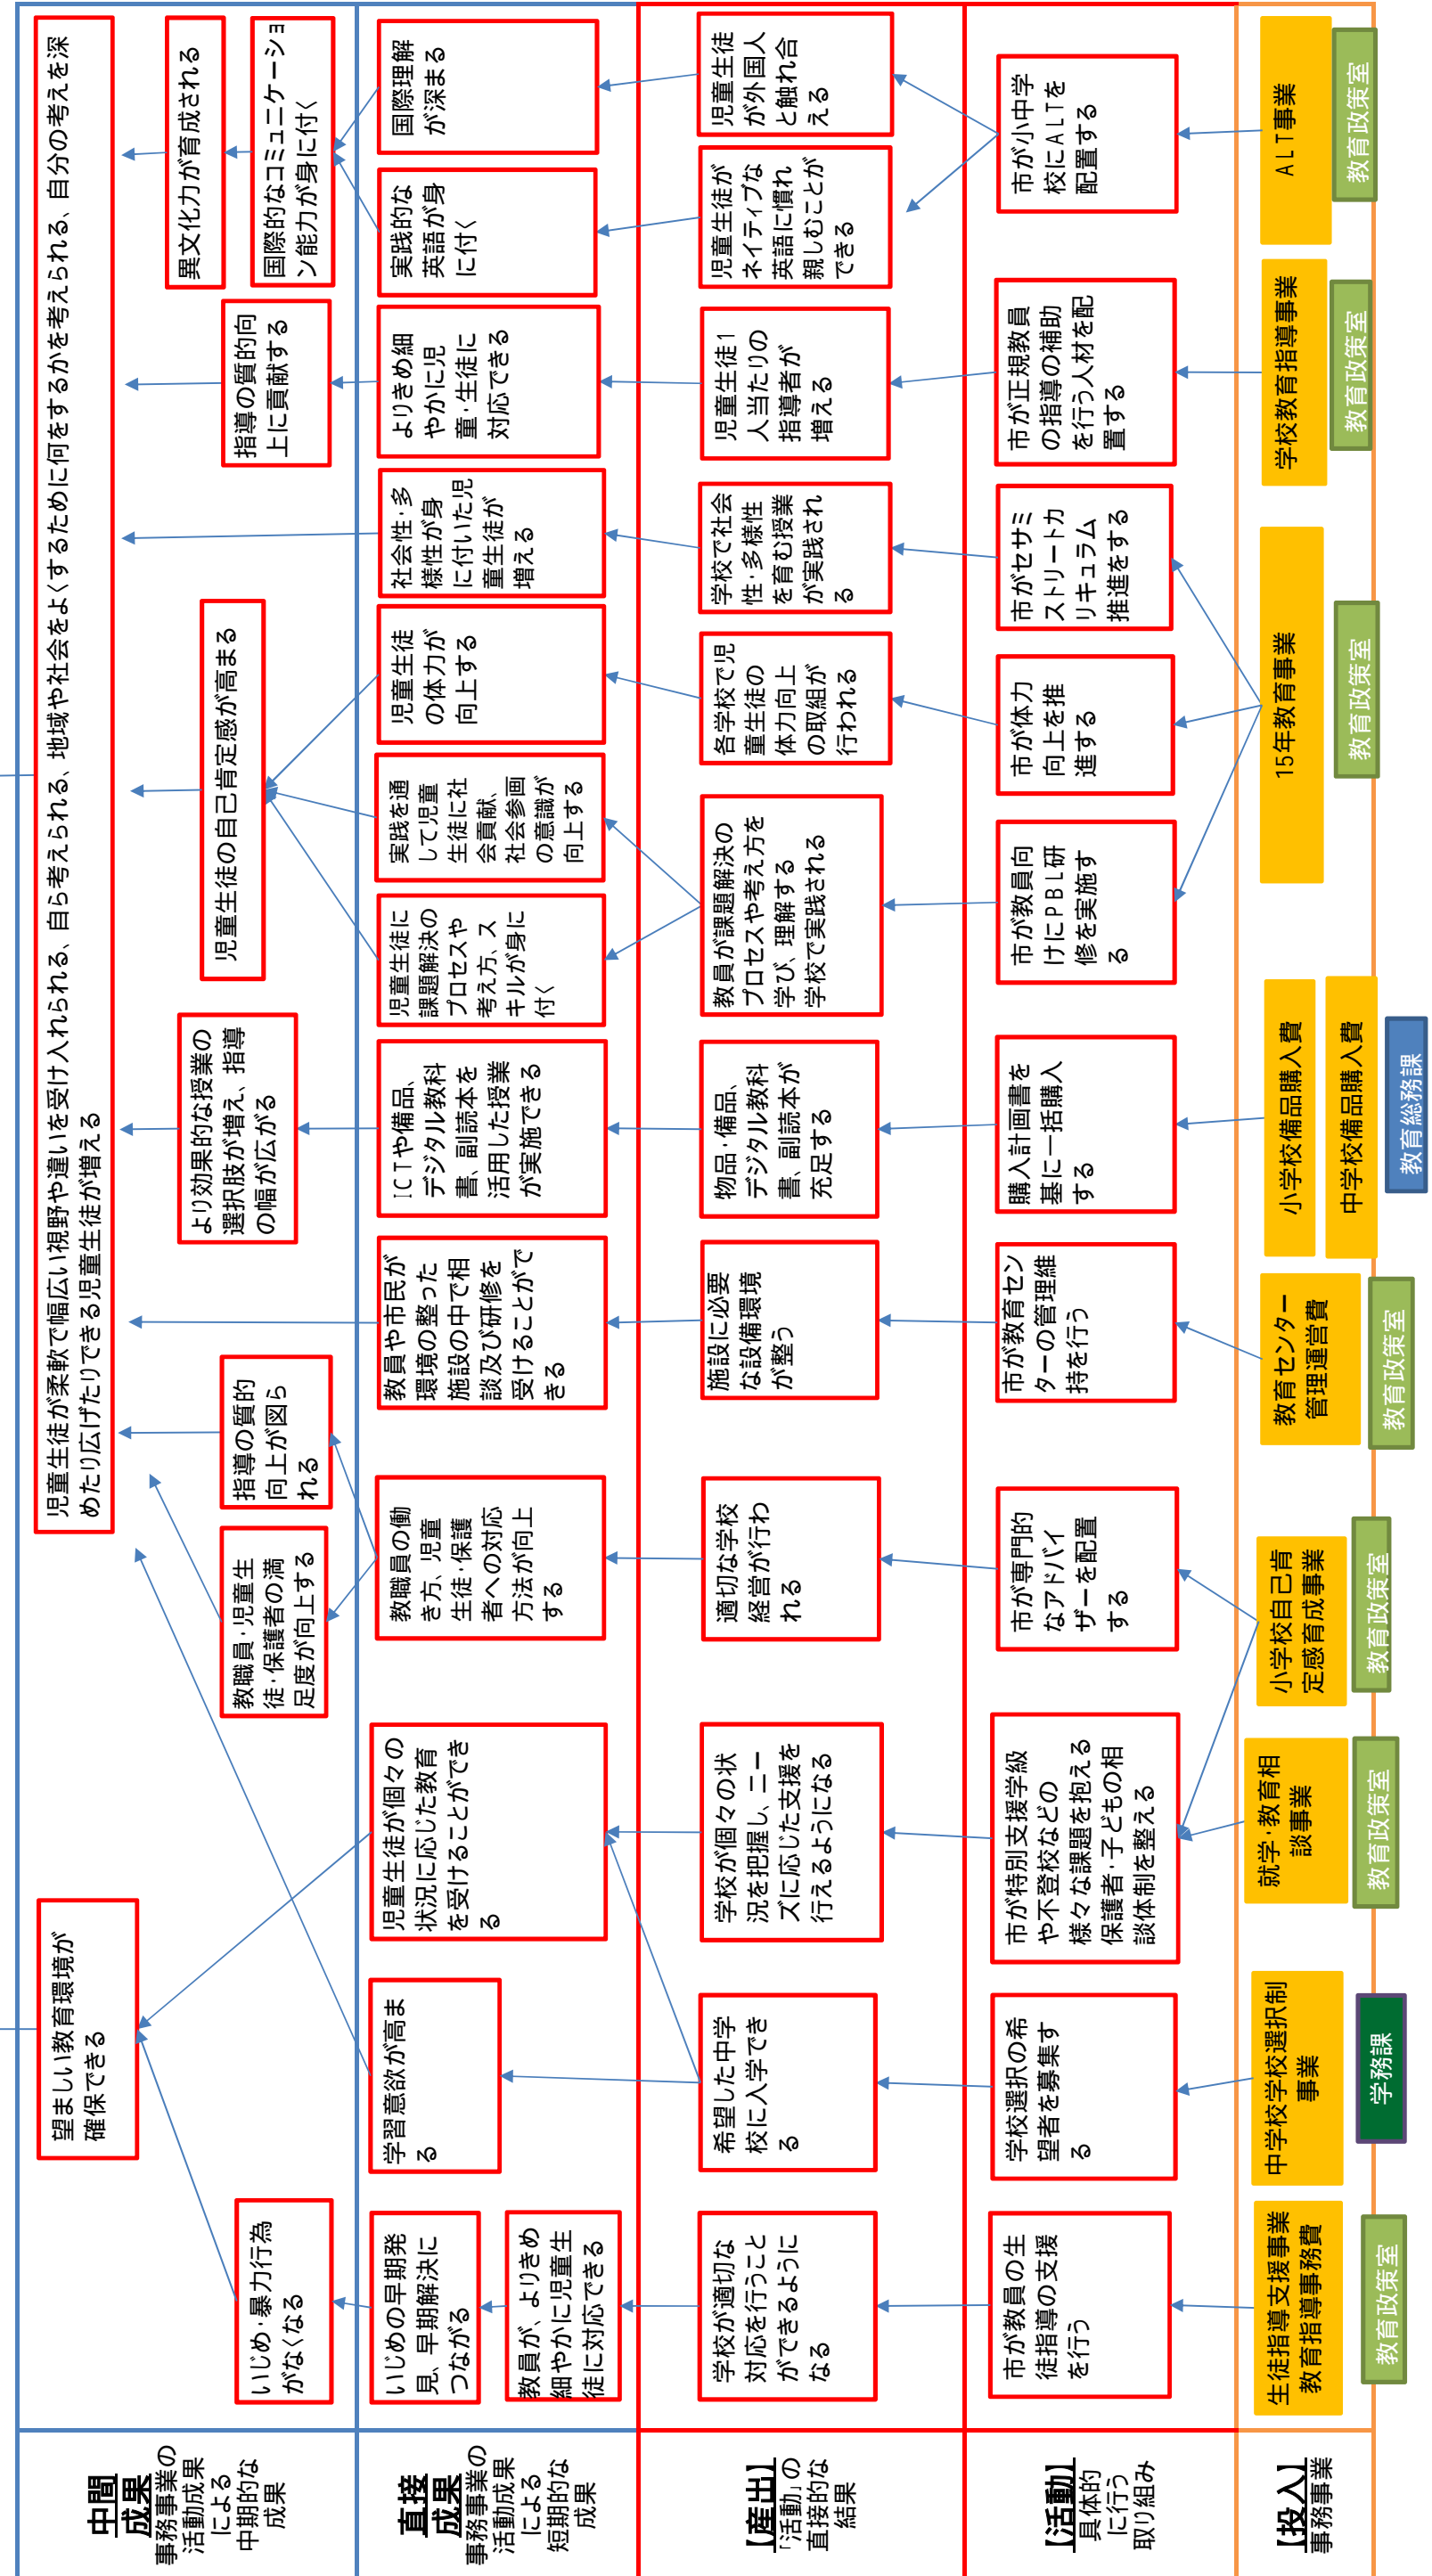 中間
成果
事務事業の
活動成果
による
中期的な
成果
望ましい教育環境が
確保できる
いじめ・暴力行為
がなくなる
児童生徒が柔軟で幅広い視野や違いを受け入れられる、自ら考えられる、地域や社会をよくするために何をするかを考えられる、自分の考えを深
めたり広げたりできる児童生徒が増える
教職員・児童生
徒・保護者の満
足度が向上する
指導の質的
向上が図ら
れる
より効果的な授業の
選択肢が増え、指導
の幅が広がる
児童生徒の自己肯定感が高まる
指導の質的向
上に貢献する
異文化力が育成される
国際的なコミュニケーショ
ン能力が身に付く
直接
成果
事務事業の
活動成果
による
短期的な
成果
いじめの早期発
見、早期解決に
つながる
教員が、よりきめ
細やかに児童生
徒に対応できる
学習意欲が高ま
る
児童生徒が個々の
状況に応じた教育
を受けることができ
る
教職員の働
き方、児童
生徒・保護
者への対応
方法が向上
する
教員や市民が
環境の整った
施設の中で相
談及び研修を
受けることがで
きる
ICTや備品、
デジタル教科
書、副読本を
活用した授業
が実施できる
児童生徒に
課題解決の
プロセスや
考え方、ス
キルが身に
付く
実践を通
して児童
生徒に社
会貢献、
社会参画
の意識が
向上する
児童生徒
の体力が
向上する
社会性・多
様性が身
に付いた児
童生徒が
増える
よりきめ細
やかに児
童・生徒に
対応できる
実践的な
英語が身
に付く
国際理解
が深まる
【産出】
「活動」の
直接的な
結果
学校が適切な
対応を行うこと
ができるように
なる
希望した中学
校に入学でき
る
学校が個々の状
況を把握し、ニー
ズに応じた支援を
行えるようになる
適切な学校
経営が行わ
れる
施設に必要
な設備環境
が整う
物品・備品、
デジタル教科
書、副読本が
充足する
教員が課題解決の
プロセスや考え方を
学び、理解する
学校で実践される
各学校で児
童生徒の
体力向上
の取組が
行われる
学校で社会
性・多様性
を育む授業
が実践され
る
児童生徒1
人当たりの
指導者が
増える
児童生徒が
ネイティブな
英語に慣れ
親しむことが
できる
児童生徒
が外国人
と触れ合
える
【活動】
具体的
に行う
取り組み
市が教員の生
徒指導の支援
を行う
学校選択の希
望者を募集す
る
市が特別支援学級
や不登校などの
様々な課題を抱える
保護者・子どもの相
談体制を整える
市が専門的
なアドバイ
ザーを配置
する
市が教育セン
ターの管理維
持を行う
購入計画書を
基に一括購入
する
市が教員向
けにPBL研
修を実施す
る
市が体力
向上を推
進する
市がセサミ
ストリートカ
リキュラム
推進をする
市が正規教員
の指導の補助
を行う人材を配
置する
市が小中学
校にALTを
配置する
【投入】
事務事業
生徒指導支援事業
教育指導事務費
教育政策室
中学校学校選択制
事業
学務課
就学・教育相
談事業
教育政策室
小学校自己肯
定感育成事業
教育政策室
教育センター
管理運営費
教育政策室
小学校備品購入費
中学校備品購入費
教育総務課
15年教育事業
教育政策室
学校教育指導事業
教育政策室
ALT事業
教育政策室